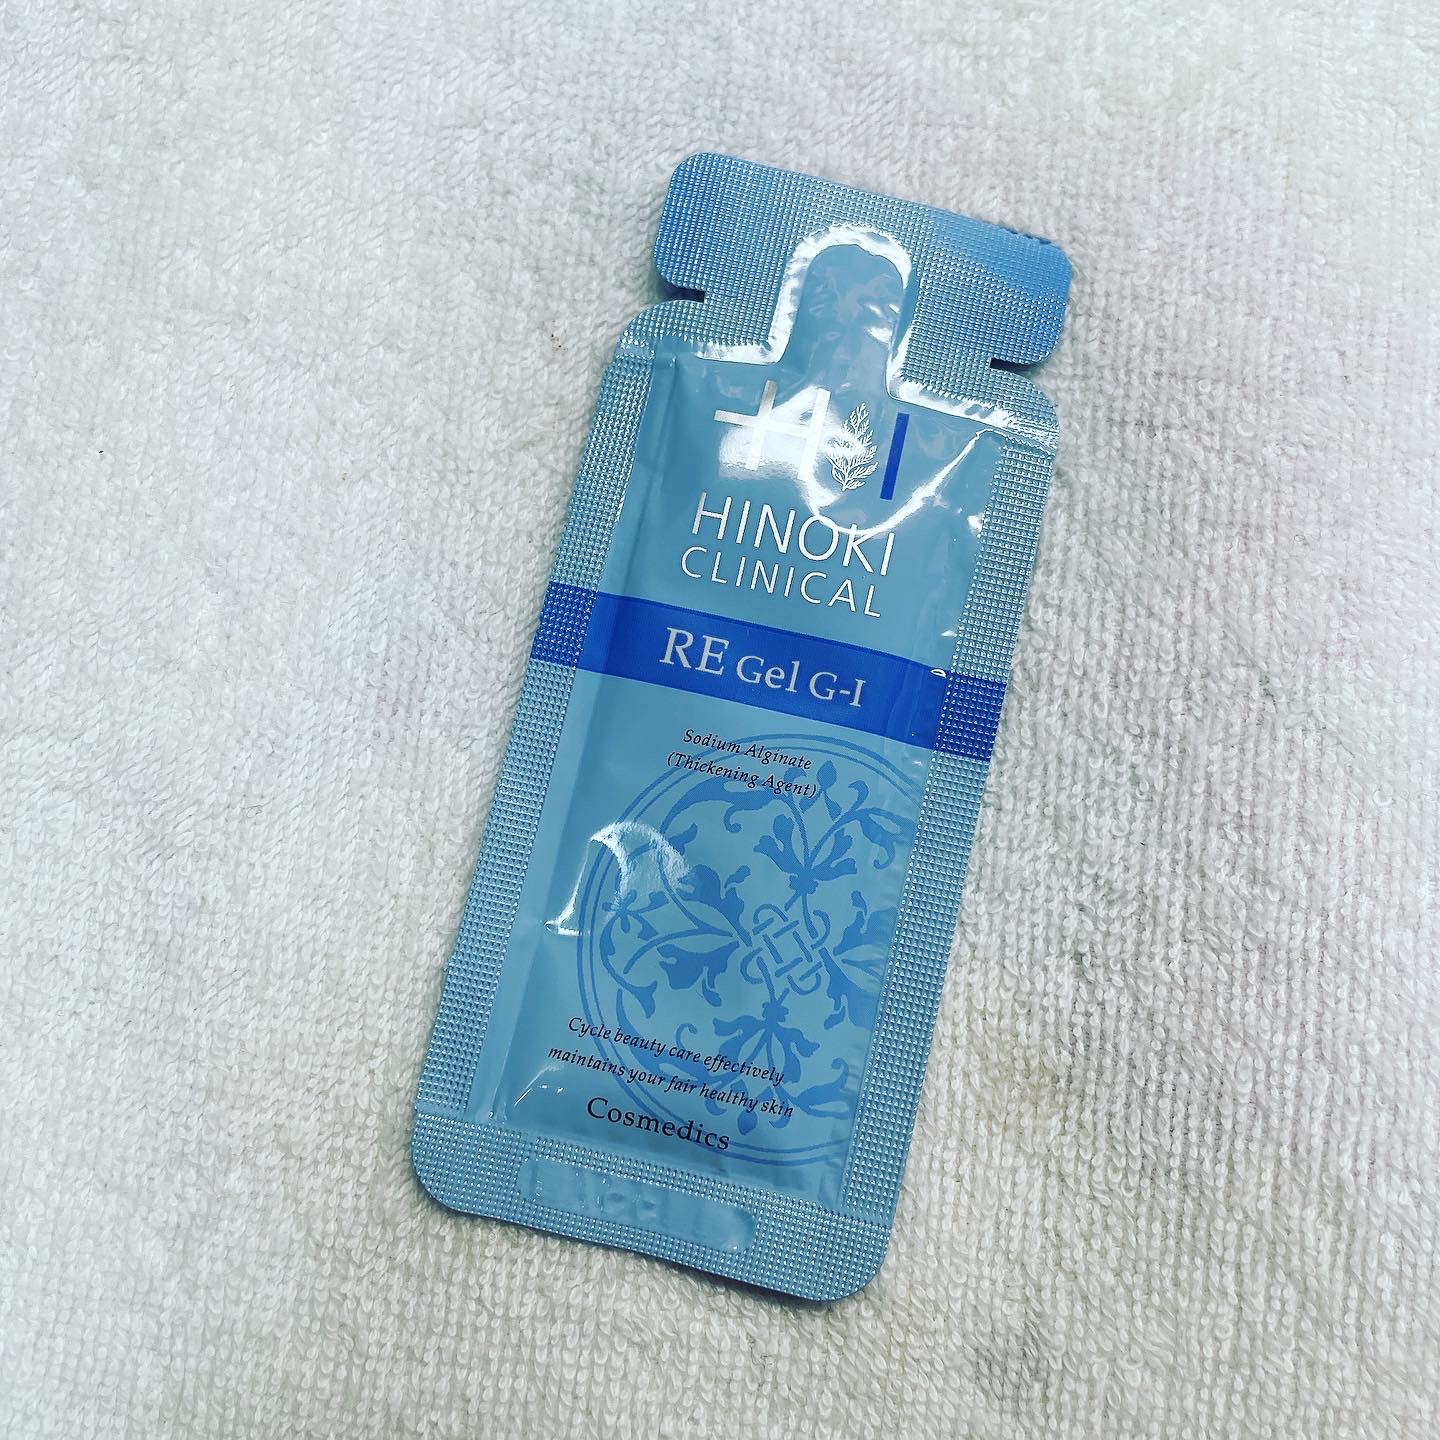 HINOKI
CLINICAL
RE Gel G-I
Sodium Alginate
(Thickening Agent)
Cycle beauty care effectively
maintains your fair healthy skin
Cosmedics